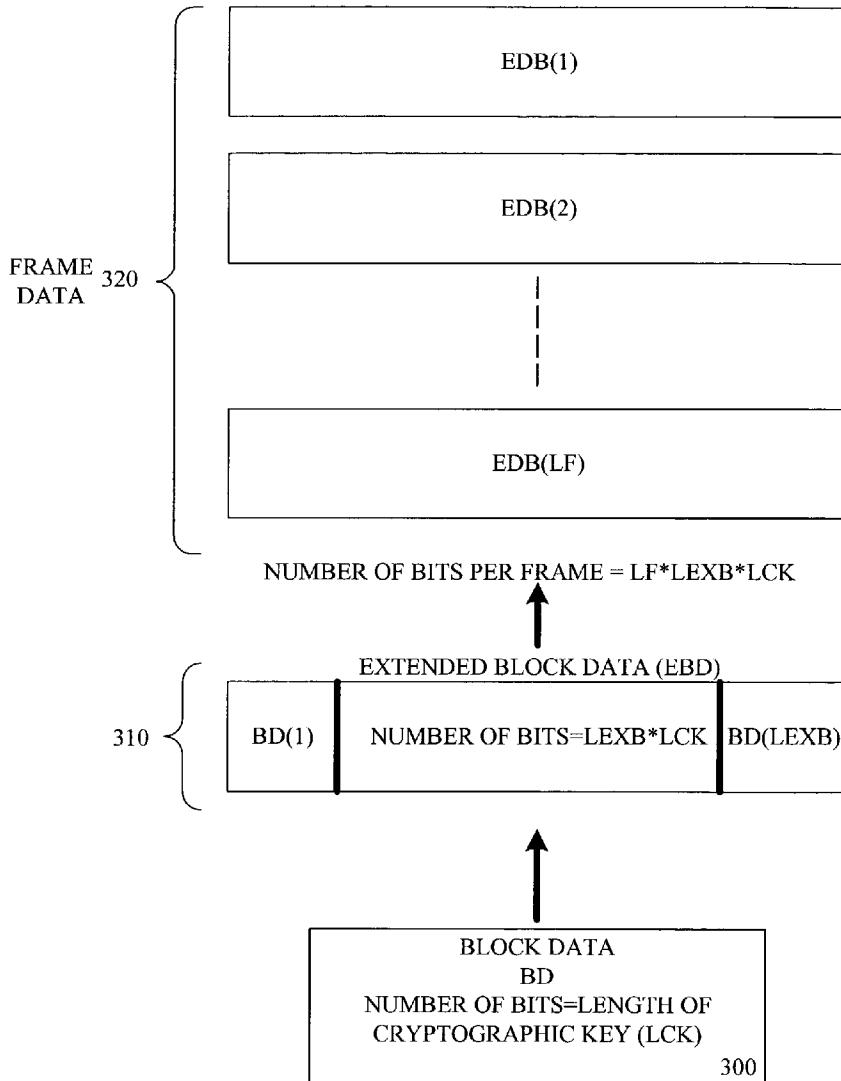 EDB(1)
EDB(2)
FRAME
DATA
320
EDB(LF)
NUMBER OF BITS PER FRAME = LF*LEXB*LCK
EXTENDED BLOCK DATA (EBD)
310
BD(1)
NUMBER OF BITS=LEXB*LCK
BD(LEXB)
BLOCK DATA
BD
NUMBER OF BITS=LENGTH OF
CRYPTOGRAPHIC KEY (LCK)
300